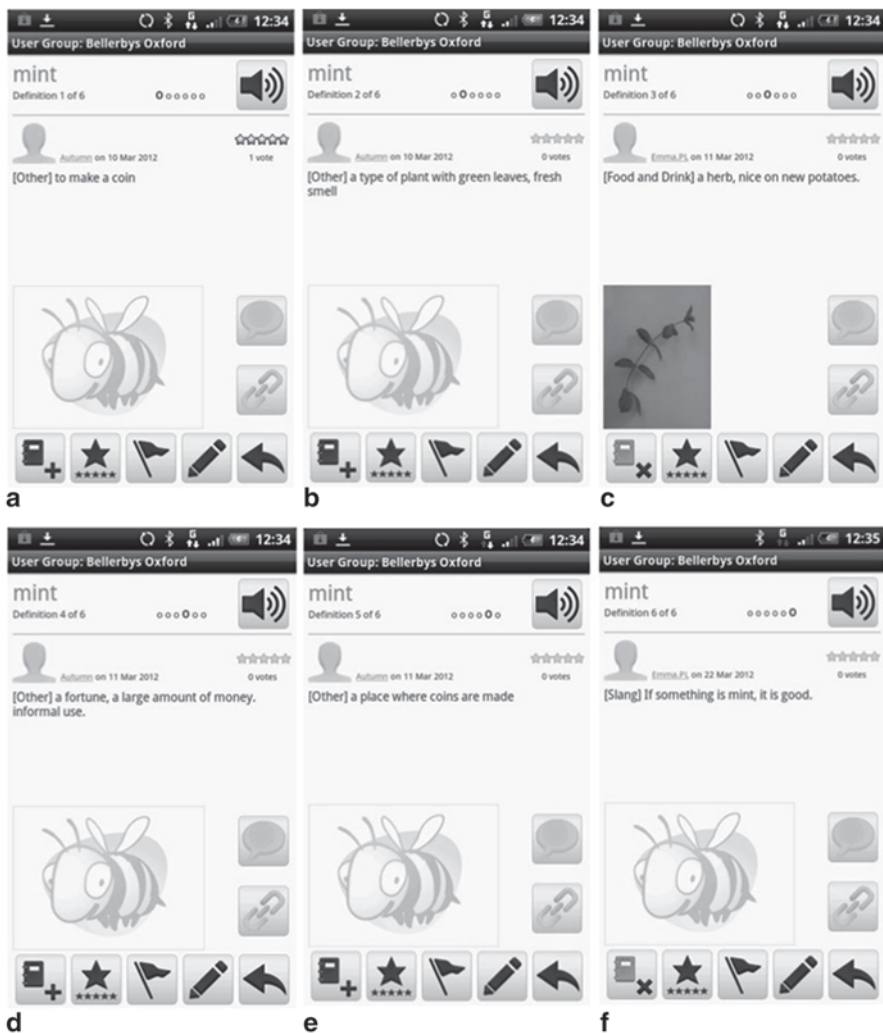 12:34
User Group: Bellerbys Oxford
mint
Definition 1 of 6
Autumn on 10 Mar 2012
1 vote
[Other] to make a coin
a
12:34
User Group: Bellerbys Oxford
mint
Definition 2 of 6
Autumn on 10 Mar 2012
0 votes
[Other] a type of plant with green leaves, fresh
smell
b
12:34
User Group: Bellerbys Oxford
mint
Definition 3 of 6
Emma.PL on 11 Mar 2012
0 votes
[Food and Drink] a herb, nice on new potatoes.
c
12:34
User Group: Bellerbys Oxford
mint
Definition 4 of 6
Autumn on 11 Mar 2012
0 votes
[Other] a fortune, a large amount of money.
informal use.
d
12:34
User Group: Bellerbys Oxford
mint
Definition 5 of 6
Autumn on 11 Mar 2012
0 votes
[Other] a place where coins are made
e
12:35
User Group: Bellerbys Oxford
mint
Definition 6 of 6
Emma.PL on 22 Mar 2012
0 votes
[Slang] If something is mint, it is good.
f